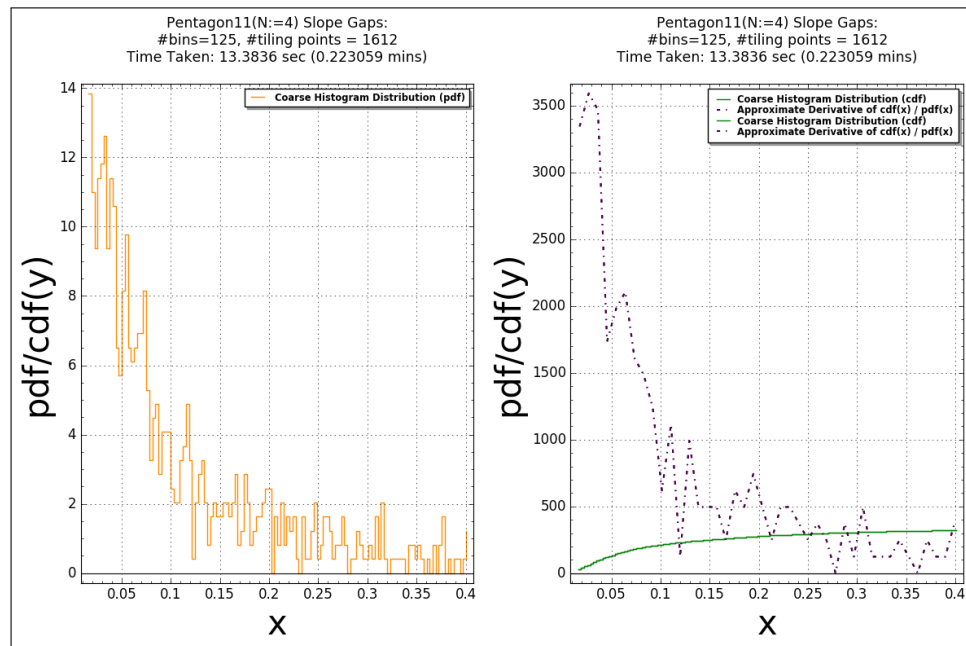 Pentagon11(N:=4) Slope Gaps:
#bins=125, #tiling points = 1612
Time Taken: 13.3836 sec (0.223059 mins)
Coarse Histogram Distribution (pdf)
14
12
10
8
6
4
2
0
pdf/cdf(y)
0.05
0.1
0.15
0.2
0.25
0.3
0.35
0.4
x
Pentagon11(N:=4) Slope Gaps:
#bins=125, #tiling points = 1612
Time Taken: 13.3836 sec (0.223059 mins)
Coarse Histogram Distribution (cdf)
Approximate Derivative of cdf(x) / pdf(x)
Coarse Histogram Distribution (cdf)
Approximate Derivative of cdf(x) / pdf(x)
3500
3000
2500
2000
1500
1000
500
0
pdf/cdf(y)
0.05
0.1
0.15
0.2
0.25
0.3
0.35
0.4
x